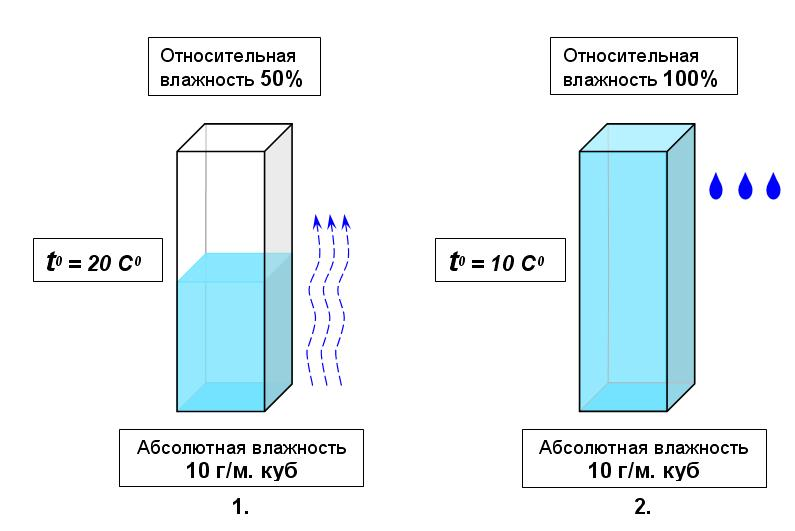 Относительная
влажность 50%
Относительная
влажность 100%
t⁰ = 20 C⁰
t⁰ = 10 C⁰
Абсолютная влажность
10 г/м. куб
Абсолютная влажность
10 г/м. куб
1.
2.